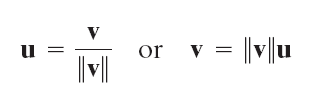 u = v / ‖v‖ or v = ‖v‖u